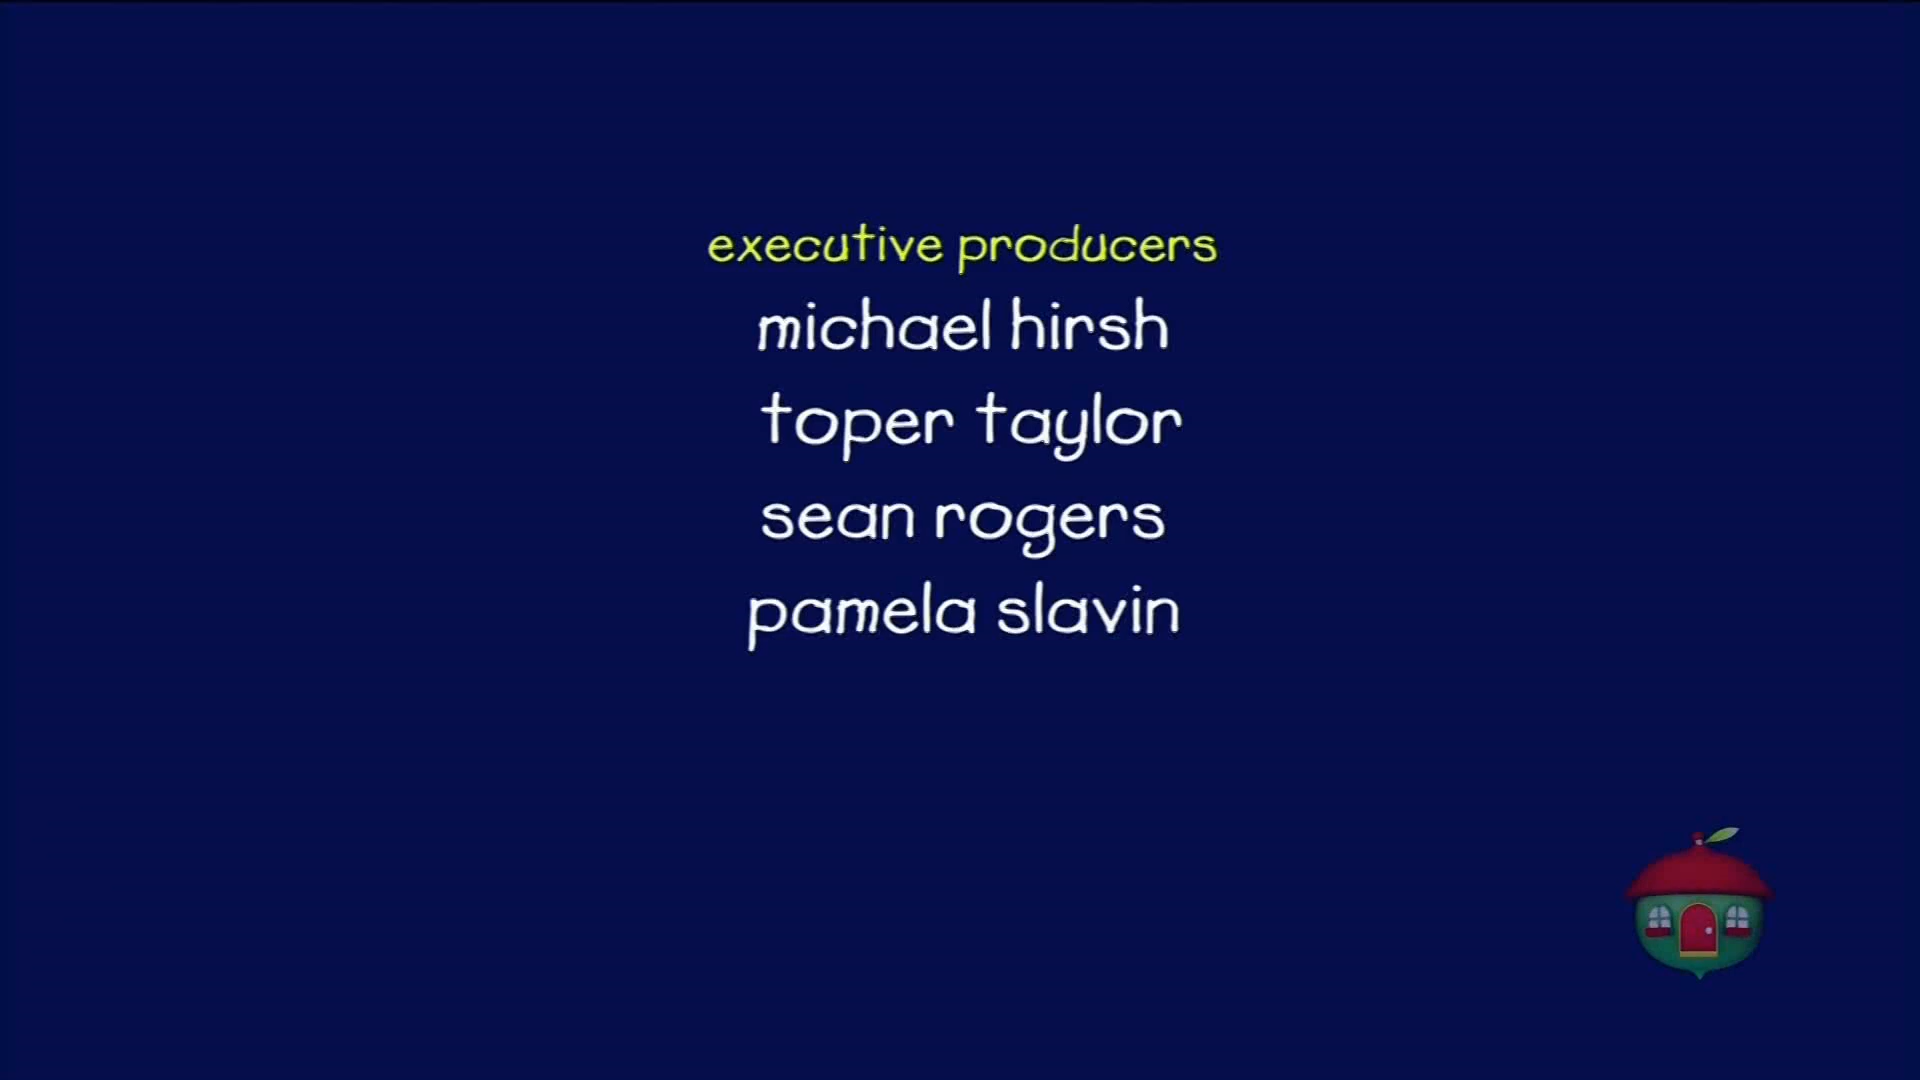 executive producers
michael hirsh
toper taylor
sean rogers
pamela slavin